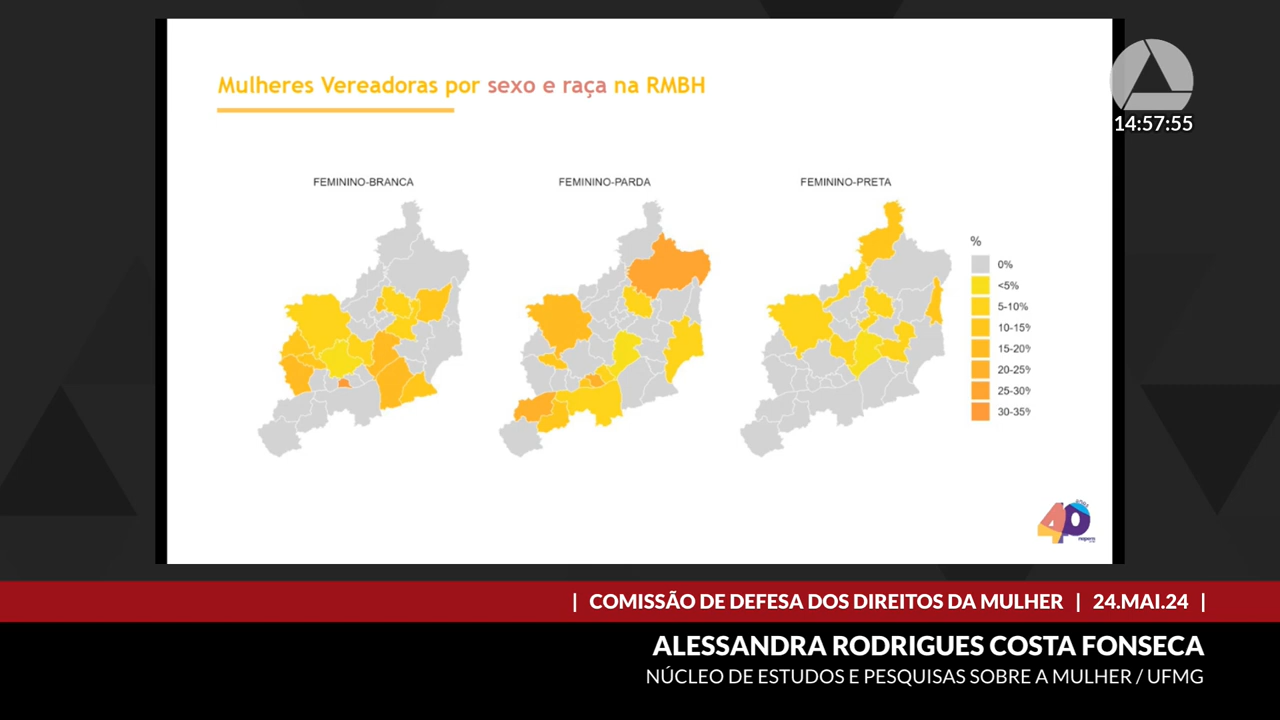 Mulheres Vereadoras por sexo e raça na RMBH
14:57:55
FEMININO-BRANCA
FEMININO-PARDA
FEMININO-PRETA
%
0%
<5%
5-10%
10-15%
15-20%
20-25%
25-30%
30-35%
40
anos
| COMISSÃO DE DEFESA DOS DIREITOS DA MULHER | 24.MAI.24 |
ALESSANDRA RODRIGUES COSTA FONSECA
NÚCLEO DE ESTUDOS E PESQUISAS SOBRE A MULHER / UFMG